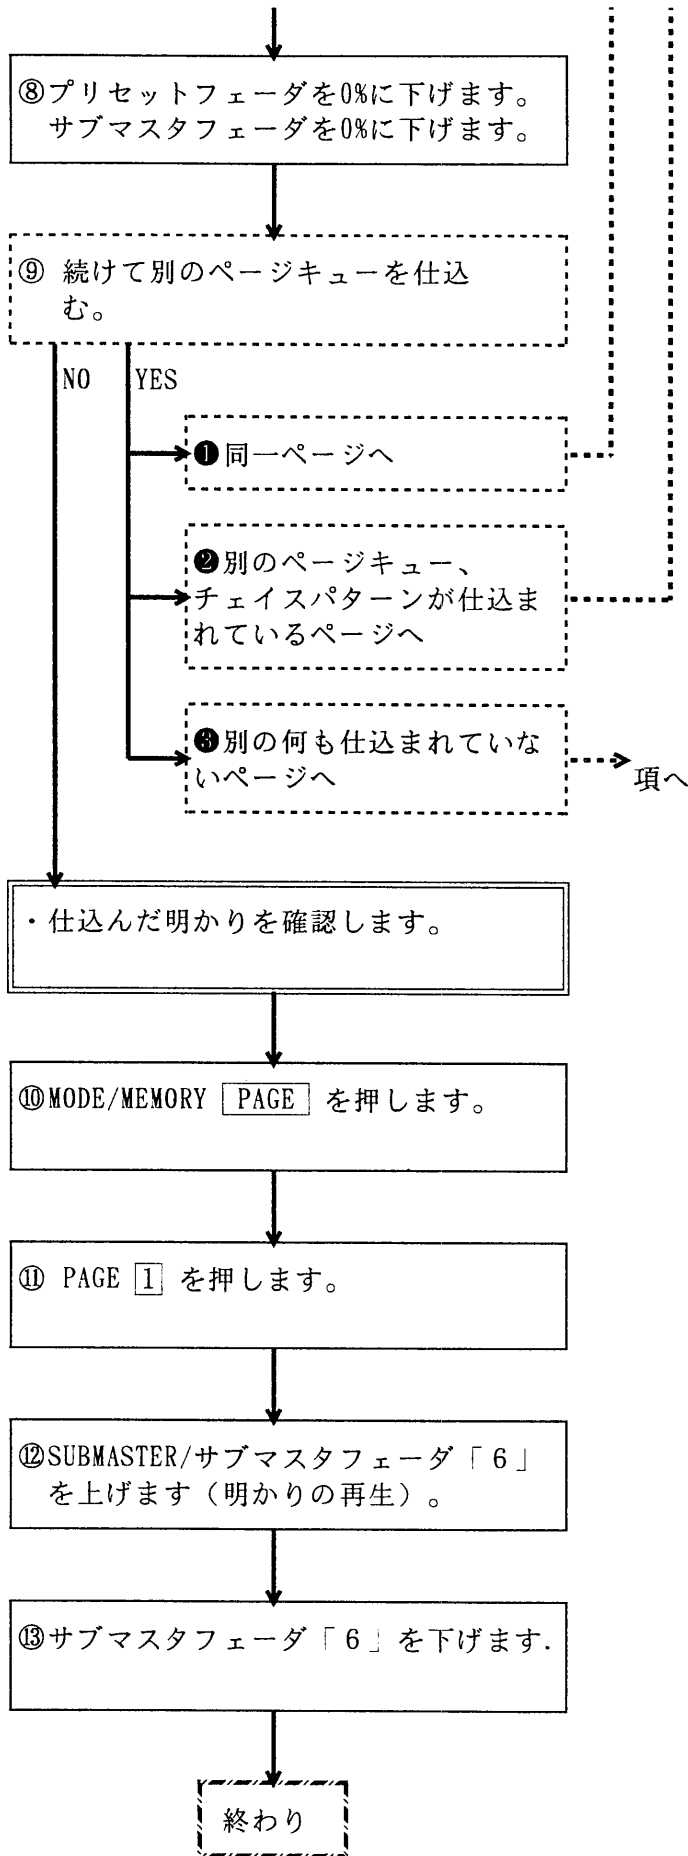 ⑧プリセットフェーダを0%に下げます。
サブマスタフェーダを0%に下げます。
⑨ 続けて別のページキューを仕込
む。
NO
YES
❶同一ページへ
❷別のページキュー、
チェイスパターンが仕込ま
れているページへ
❸別の何も仕込まれていな
いページへ
項へ
・仕込んだ明かりを確認します。
⑩MODE/MEMORY PAGE を押します。
⑪ PAGE 1 を押します。
⑫SUBMASTER/サブマスタフェーダ「6」
を上げます（明かりの再生）。
⑬サブマスタフェーダ「6」を下げます.
終わり